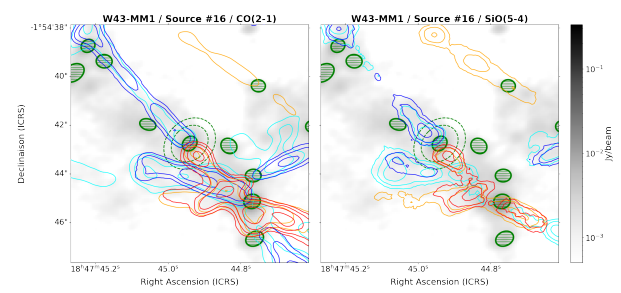 W43-MM1 / Source #16 / CO(2-1)
W43-MM1 / Source #16 / SiO(5-4)
-1°54'38"
40"
42"
44"
46"
Declinaison (ICRS)
18ʰ47ᵐ45.2ˢ
45.0ˢ
44.8ˢ
Right Ascension (ICRS)
45.0ˢ
44.8ˢ
Right Ascension (ICRS)
10⁻¹
10⁻²
10⁻³
Jy/beam